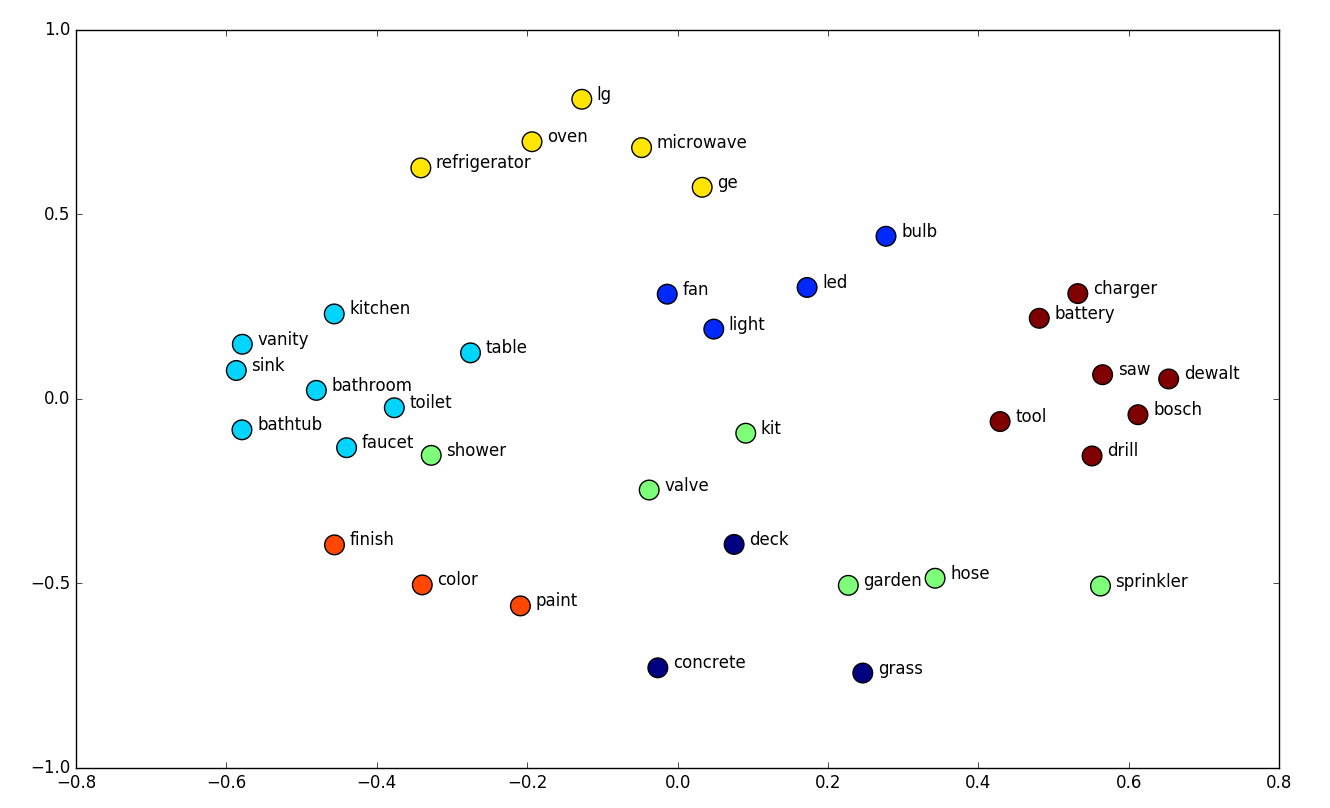 1.0
lg
oven
microwave
refrigerator
ge
0.5
bulb
led
charger
fan
kitchen
battery
light
vanity
table
sink
saw
dewalt
bathroom
0.0
toilet
bosch
tool
bathtub
kit
faucet
shower
drill
valve
finish
deck
color
hose
−0.5
garden
sprinkler
paint
concrete
grass
−1.0
−0.8 −0.6 −0.4 −0.2 0.0 0.2 0.4 0.6 0.8